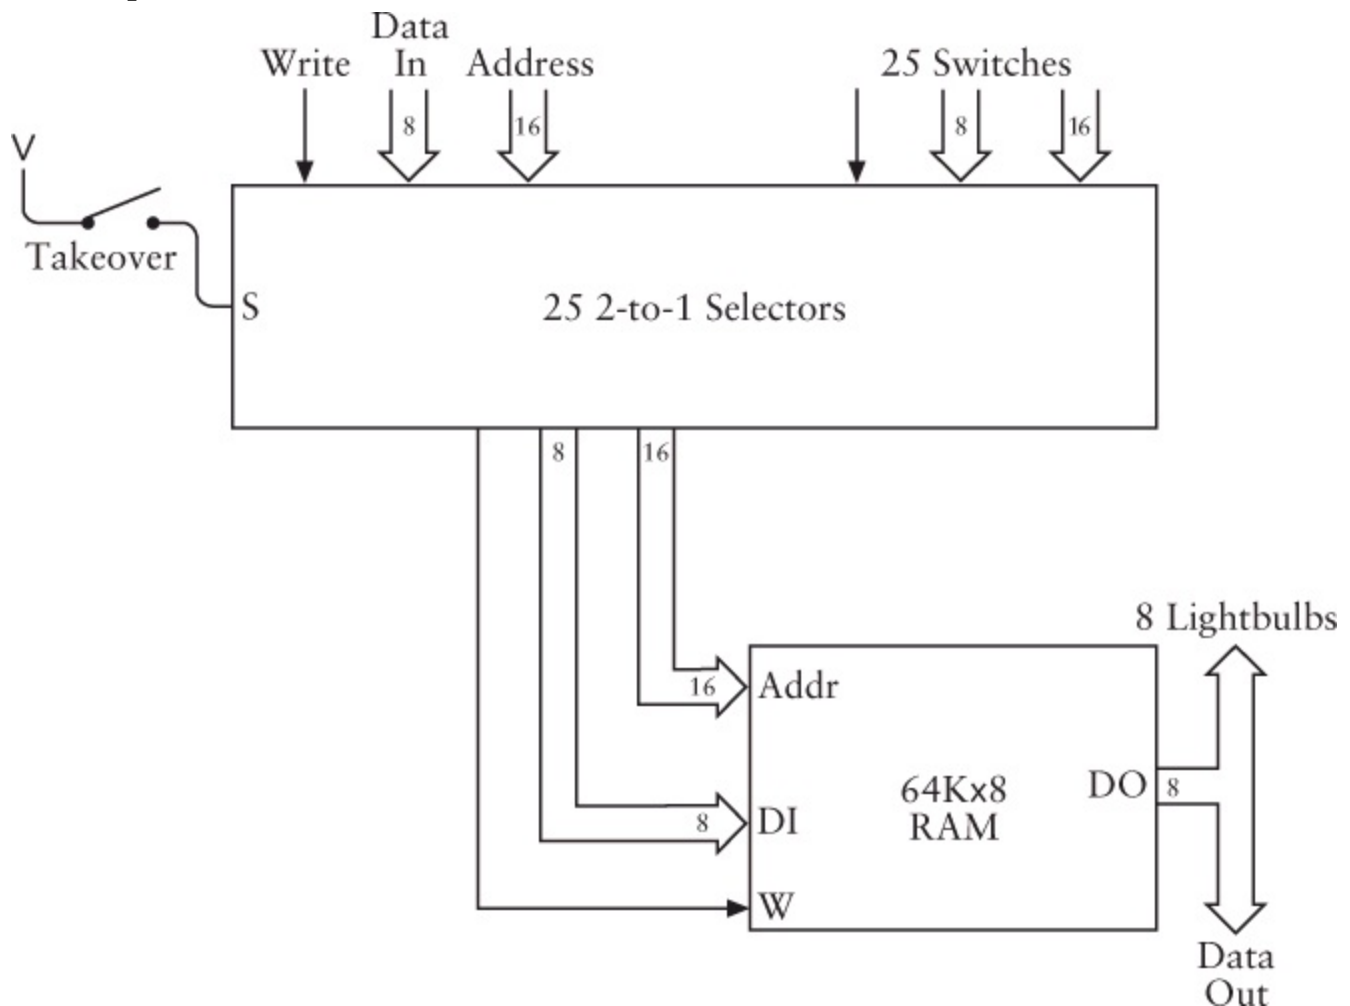 Data
Write In Address 25 Switches
8 16 8 16
V
Takeover
S 25 2-to-1 Selectors
8 16
8 Lightbulbs
16 Addr
64Kx8 DO 8
8 DI RAM
W
Data
Out